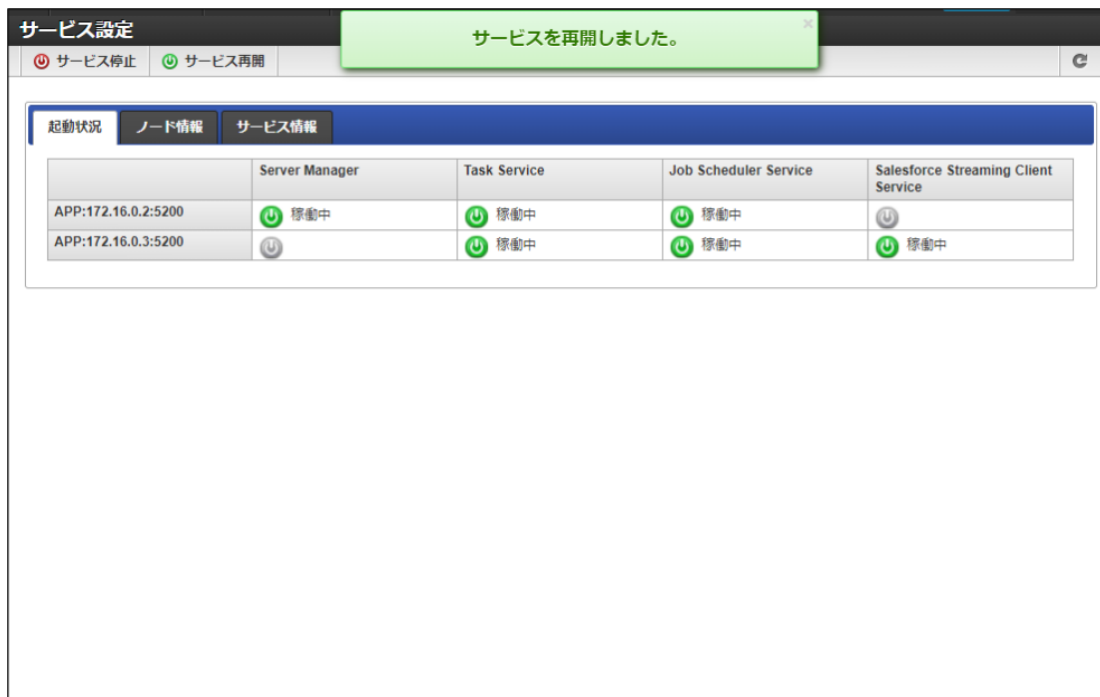 サービス設定
サービスを再開しました。
×
サービス停止 サービス再開
起動状況 ノード情報 サービス情報
Server Manager Task Service Job Scheduler Service Salesforce Streaming Client
Service
APP:172.16.0.2:5200 稼働中 稼働中 稼働中
APP:172.16.0.3:5200 稼働中 稼働中 稼働中